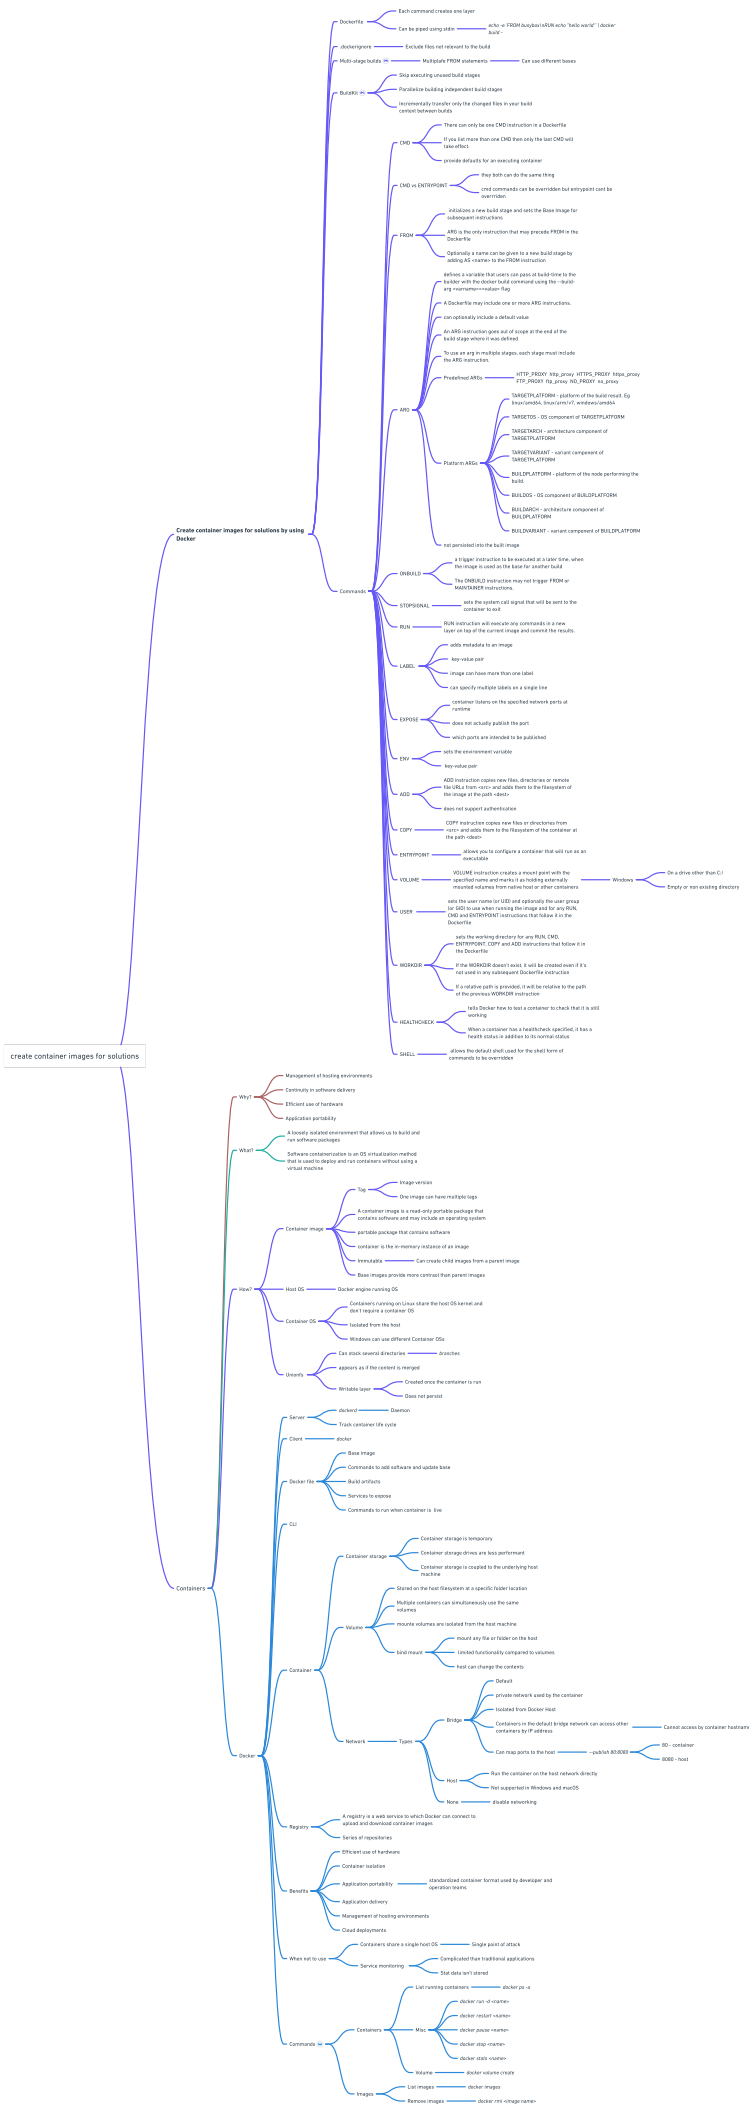 Dockerfile
Each command creates one layer
Can be piped using stdin
echo -e 'FROM busybox\nRUN echo "hello world"' | docker
build -
.dockerignore
Exclude files not relevant to the build
Multi-stage builds
Multiplafe FROM statements
Can use different bases
BuildKit
Skip executing unused build stages
Parallelize building independent build stages
Incrementally transfer only the changed files in your build
context between builds
CMD
There can only be one CMD instruction in a Dockerfile
If you list more than one CMD then only the last CMD will
take effect.
provide defaults for an executing container
CMD vs ENTRYPOINT
they both can do the same thing
cmd commands can be overridden but entrypoint cant be
overrriden
FROM
initializes a new build stage and sets the Base Image for
subsequent instructions
ARG is the only instruction that may precede FROM in the
Dockerfile
Optionally a name can be given to a new build stage by
adding AS <name> to the FROM instruction
ARG
defines a variable that users can pass at build-time to the
builder with the docker build command using the --build-
arg <varname>=<value> flag
A Dockerfile may include one or more ARG instructions.
can optionally include a default value
An ARG instruction goes out of scope at the end of the
build stage where it was defined
To use an arg in multiple stages, each stage must include
the ARG instruction.
Predefined ARGs
HTTP_PROXY http_proxy HTTPS_PROXY https_proxy
FTP_PROXY ftp_proxy NO_PROXY no_proxy
Platform ARGs
TARGETPLATFORM - platform of the build result. Eg
linux/amd64, linux/arm/v7, windows/amd64
TARGETOS - OS component of TARGETPLATFORM
TARGETARCH - architecture component of
TARGETPLATFORM
TARGETVARIANT - variant component of
TARGETPLATFORM
BUILDPLATFORM - platform of the node performing the
build.
BUILDOS - OS component of BUILDPLATFORM
BUILDARCH - architecture component of
BUILDPLATFORM
BUILDVARIANT - variant component of BUILDPLATFORM
not persisted into the built image
Create container images for solutions by using
Docker
Commands
ONBUILD
a trigger instruction to be executed at a later time, when
the image is used as the base for another build
The ONBUILD instruction may not trigger FROM or
MAINTAINER instructions.
STOPSIGNAL
sets the system call signal that will be sent to the
container to exit
RUN
RUN instruction will execute any commands in a new
layer on top of the current image and commit the results.
LABEL
adds metadata to an image
key-value pair
image can have more than one label
can specify multiple labels on a single line
EXPOSE
container listens on the specified network ports at
runtime
does not actually publish the port
which ports are intended to be published
ENV
sets the environment variable
key-value pair
ADD
ADD instruction copies new files, directories or remote
file URLs from <src> and adds them to the filesystem of
the image at the path <dest>
does not support authentication
COPY
COPY instruction copies new files or directories from
<src> and adds them to the filesystem of the container at
the path <dest>
ENTRYPOINT
allows you to configure a container that will run as an
executable
VOLUME
VOLUME instruction creates a mount point with the
specified name and marks it as holding externally
mounted volumes from native host or other containers
Windows
On a drive other than C:/
Empty or non existing directory
USER
sets the user name (or UID) and optionally the user group
(or GID) to use when running the image and for any RUN,
CMD and ENTRYPOINT instructions that follow it in the
Dockerfile
WORKDIR
sets the working directory for any RUN, CMD,
ENTRYPOINT, COPY and ADD instructions that follow it in
the Dockerfile
If the WORKDIR doesn't exist, it will be created even if it's
not used in any subsequent Dockerfile instruction
If a relative path is provided, it will be relative to the path
of the previous WORKDIR instruction
HEALTHCHECK
tells Docker how to test a container to check that it is still
working
When a container has a healthcheck specified, it has a
health status in addition to its normal status
SHELL
allows the default shell used for the shell form of
commands to be overridden
create container images for solutions
Why?
Management of hosting environments
Continuity in software delivery
Efficient use of hardware
Application portability
What?
A loosely isolated environment that allows us to build and
run software packages
Software containerization is an OS virtualization method
that is used to deploy and run containers without using a
virtual machine
How?
Container image
Tag
Image version
One image can have multiple tags
A container image is a read-only portable package that
contains software and may include an operating system
portable package that contains software
container is the in-memory instance of an image
Immutable
Can create child images from a parent image
Base images provide more contrast than parent images
Host OS
Docker engine running OS
Container OS
Containers running on Linux share the host OS kernel and
don't require a container OS
Isolated from the host
Windows can use different Container OSs
Unionfs
Can stack several directories
branches
appears as if the content is merged
Writable layer
Created once the container is run
Does not persist
Containers
Docker
Server
dockerd
Daemon
Track container life cycle
Client
docker
Docker file
Base image
Commands to add software and update base
Build artifacts
Services to expose
Commands to run when container is live
CLI
Container
Container storage
Container storage is temporary
Container storage drives are less performant
Container storage is coupled to the underlying host
machine
Volume
Stored on the host filesystem at a specific folder location
Multiple containers can simultaneously use the same
volumes
mounte volumes are isolated from the host machine
bind mount
mount any file or folder on the host
Limited functionality compared to volumes
host can change the contents
Network
Types
Bridge
Default
private network used by the container
Isolated from Docker Host
Containers in the default bridge network can access other
containers by IP address
Cannot access by container hostname
Can map ports to the host
--publish 80:8080
80 - container
8080 - host
Host
Run the container on the host network directly
Not supported in Windows and macOS
None
disable networking
Registry
A registry is a web service to which Docker can connect to
upload and download container images
Series of repositories
Benefits
Efficient use of hardware
Container isolation
Application portability
standardized container format used by developer and
operation teams
Application delivery
Management of hosting environments
Cloud deployments
When not to use
Containers share a single host OS
Single point of attack
Service monitoring
Complicated than traditional applications
Stat data isn't stored
Commands
Containers
List running containers
docker ps -a
Misc
docker run -d <name>
docker restart <name>
docker pause <name>
docker stop <name>
docker stats <name>
Volume
docker volume create
Images
List images
docker images
Remove images
docker rmi <image name>